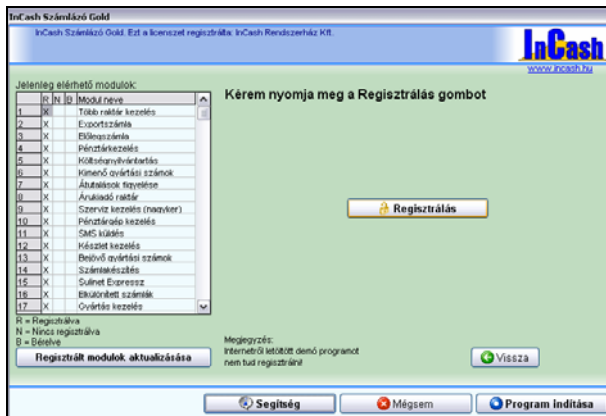 InCash Számlázó Gold
InCash Számlázó Gold. Ezt a licenszet regisztrálta: InCash Rendszerház Kft.
InCash
www.incash.hu
Jelenleg elérhető modulok:
R N B Modul neve
1 X Több raktár kezelés
2 X Exportszámla
3 X Előlegszámla
4 X Pénztárkezelés
5 X Költségnyilvántartás
6 X Kimenő gyártási számok
7 X Átutalások figyelése
8 X Árukiadó raktár
9 X Szerviz kezelés (nagyker)
10 X Pénztárgép kezelés
11 X SMS küldés
12 X Készlet kezelés
13 X Bejövő gyártási számok
14 X Számlakészítés
15 X Sulinet Expressz
16 X Elkülönített számlák
17 X Gyártás kezelés
R = Regisztrálva
N = Nincs regisztrálva
B = Bérelve
Regisztrált modulok aktualizására
Kérem nyomja meg a Regisztrálás gombot
Regisztrálás
Megjegyzés:
Internetről letöltött demó programot
nem tud regisztrálni!
Vissza
Segítség
Mégsem
Program indítása